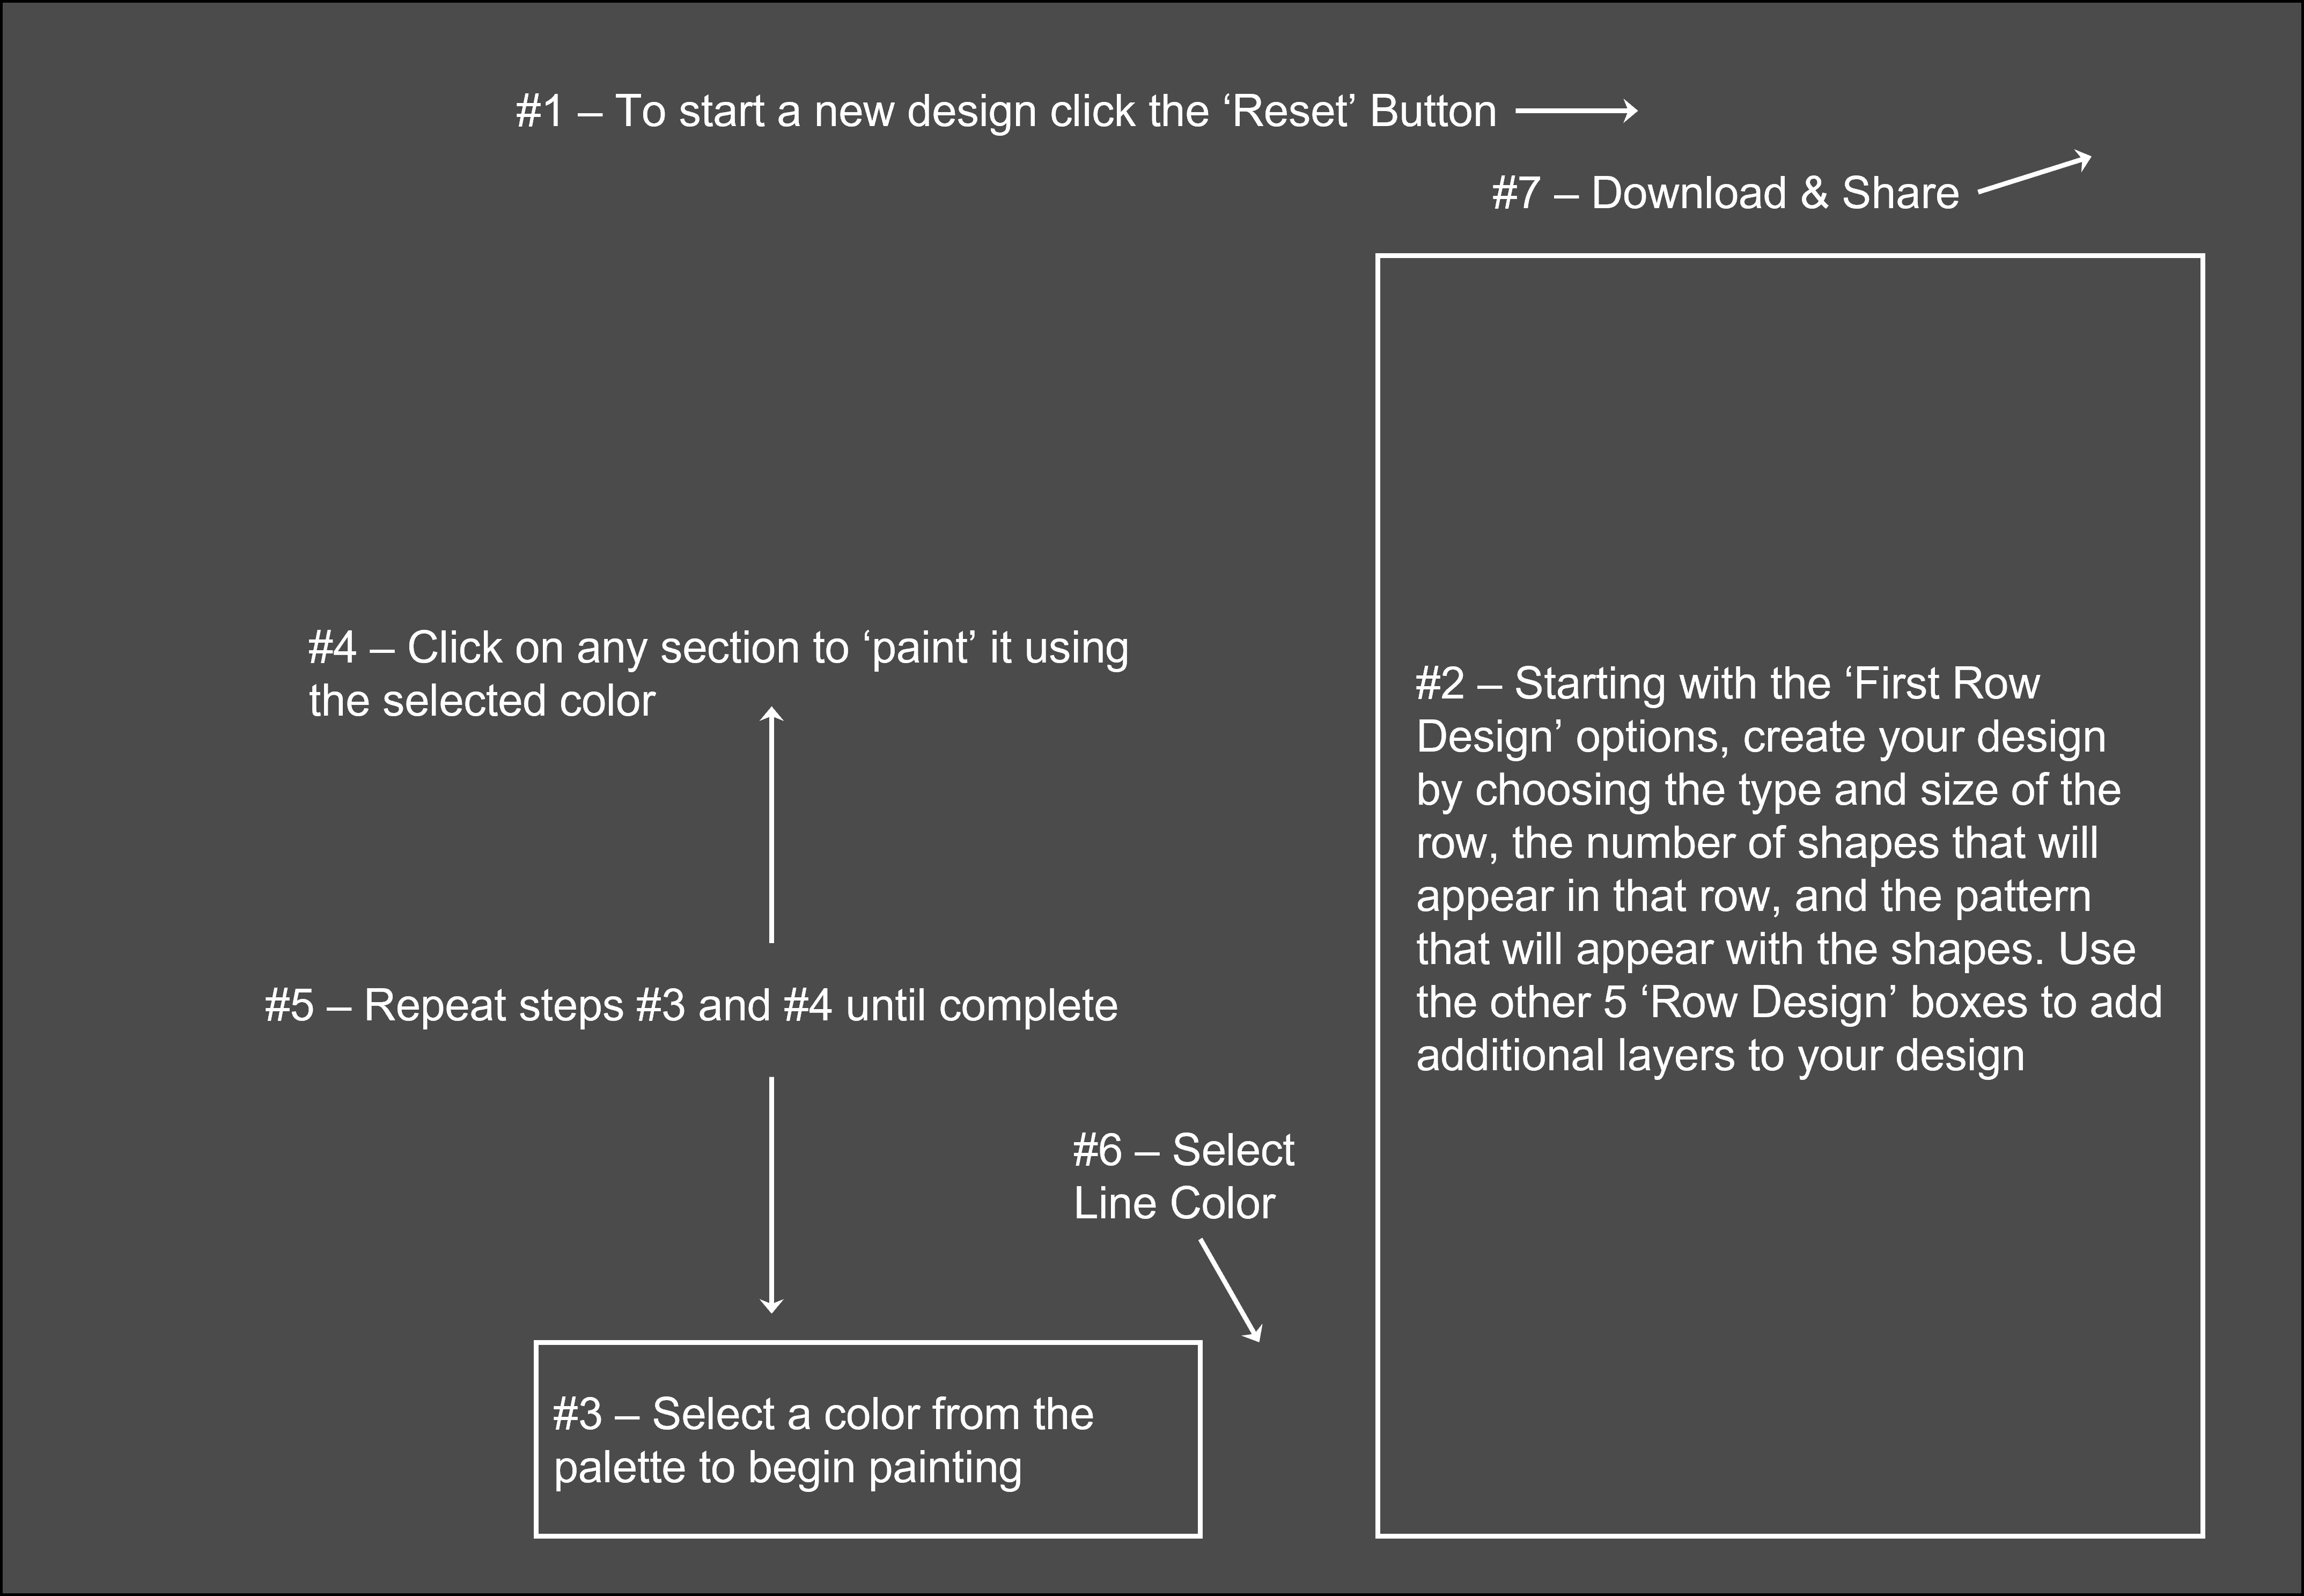 #1 – To start a new design click the ‘Reset’ Button
#7 – Download & Share
#4 – Click on any section to ‘paint’ it using
the selected color
#2 – Starting with the ‘First Row
Design’ options, create your design
by choosing the type and size of the
row, the number of shapes that will
appear in that row, and the pattern
that will appear with the shapes. Use
the other 5 ‘Row Design’ boxes to add
additional layers to your design
#5 – Repeat steps #3 and #4 until complete
#6 – Select
Line Color
#3 – Select a color from the
palette to begin painting